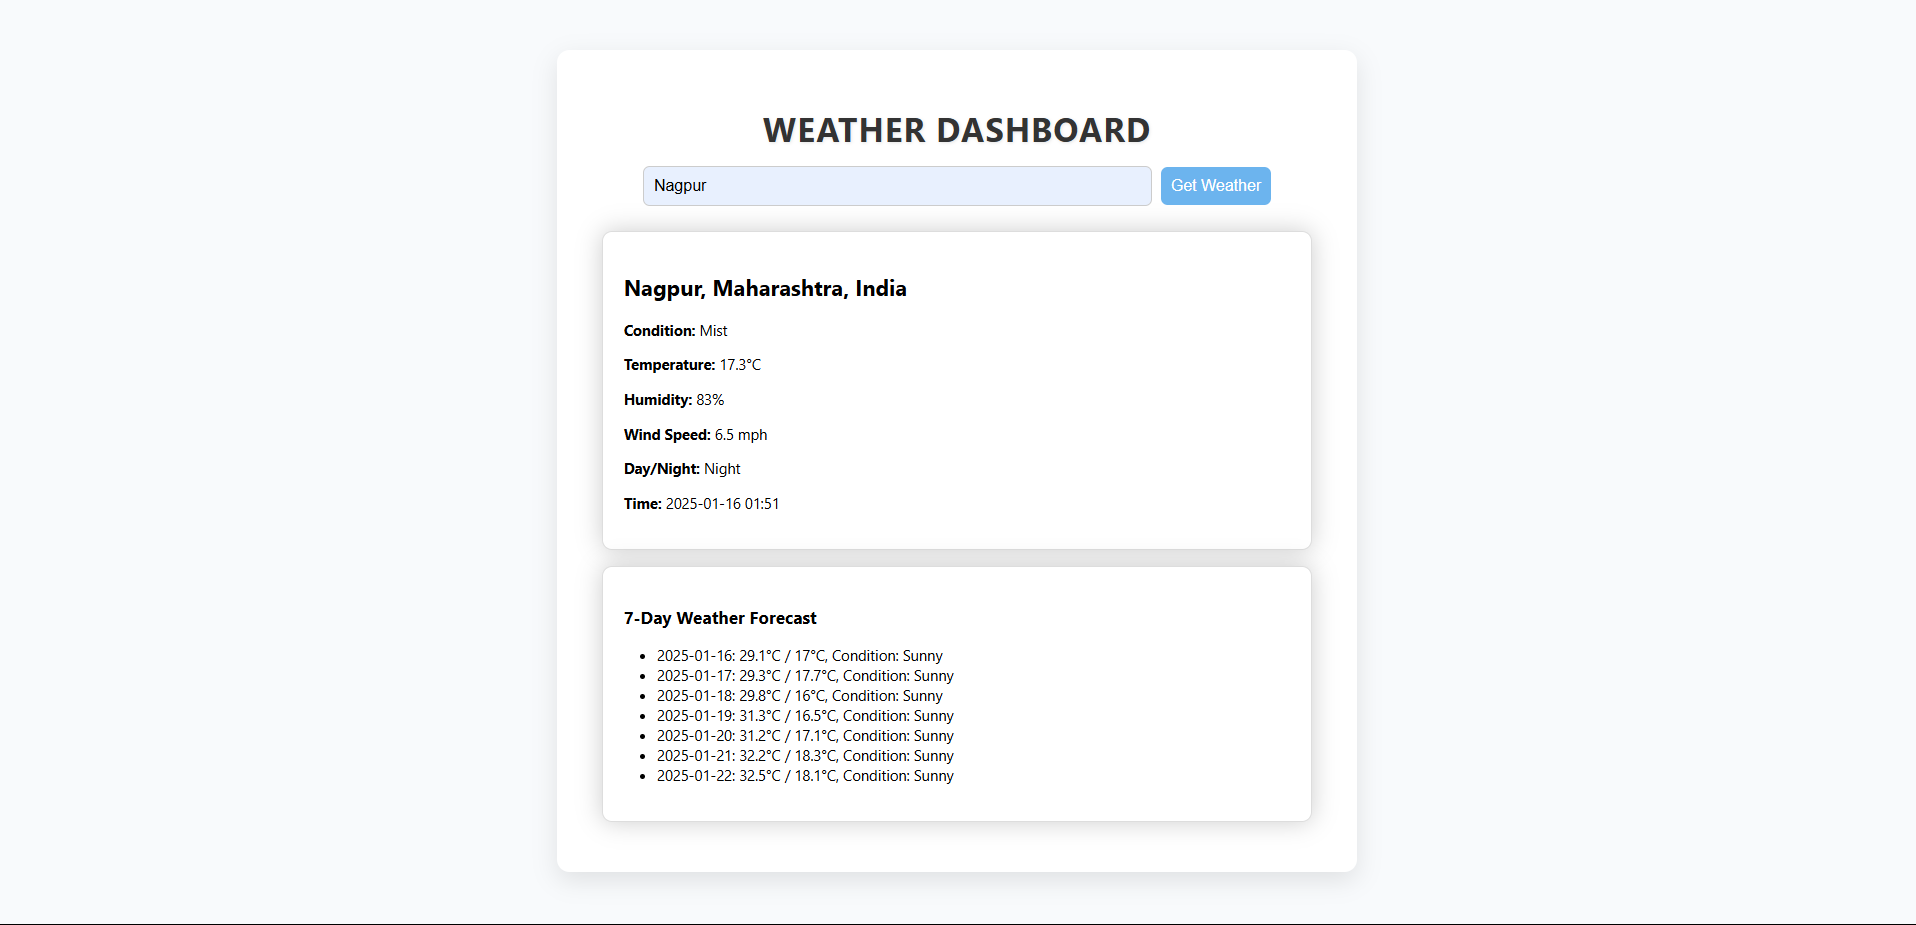 WEATHER DASHBOARD
Nagpur Get Weather
Nagpur, Maharashtra, India
Condition: Mist
Temperature: 17.3°C
Humidity: 83%
Wind Speed: 6.5 mph
Day/Night: Night
Time: 2025-01-16 01:51
7-Day Weather Forecast
• 2025-01-16: 29.1°C / 17°C, Condition: Sunny
• 2025-01-17: 29.3°C / 17.7°C, Condition: Sunny
• 2025-01-18: 29.8°C / 16°C, Condition: Sunny
• 2025-01-19: 31.3°C / 16.5°C, Condition: Sunny
• 2025-01-20: 31.2°C / 17.1°C, Condition: Sunny
• 2025-01-21: 32.2°C / 18.3°C, Condition: Sunny
• 2025-01-22: 32.5°C / 18.1°C, Condition: Sunny